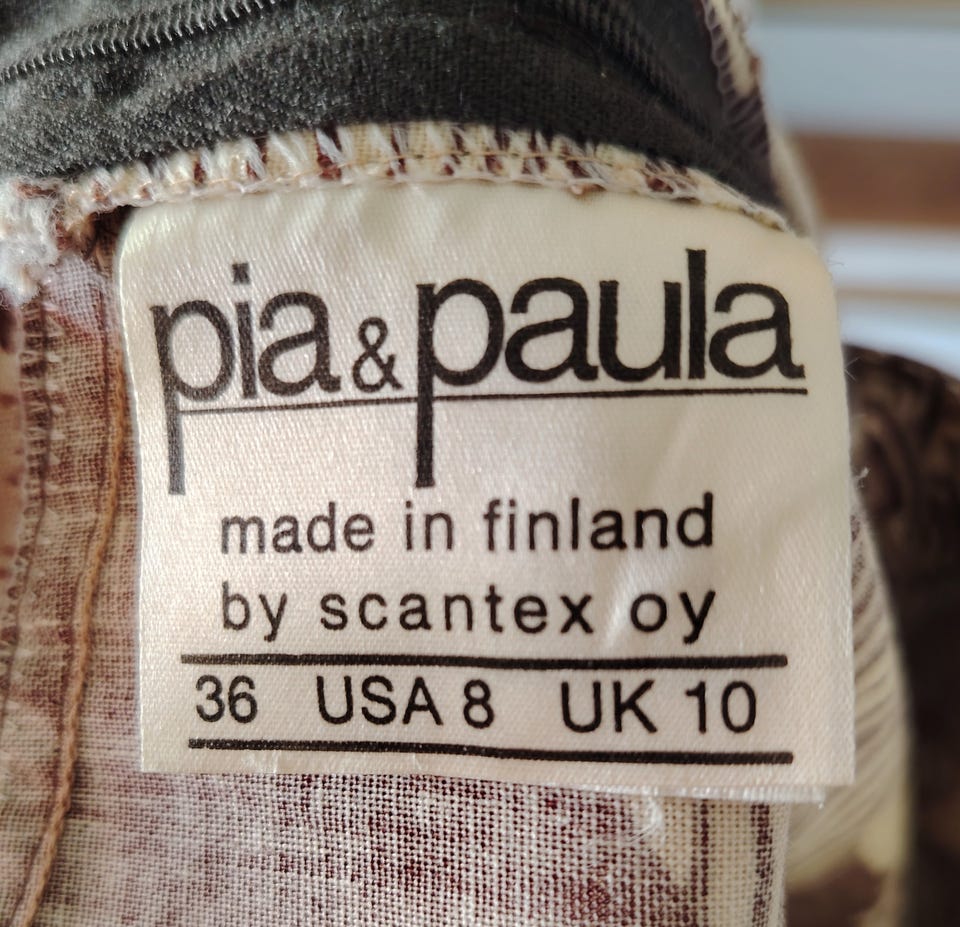 pia & paula
made in finland
by scantex oy
36 USA 8 UK 10